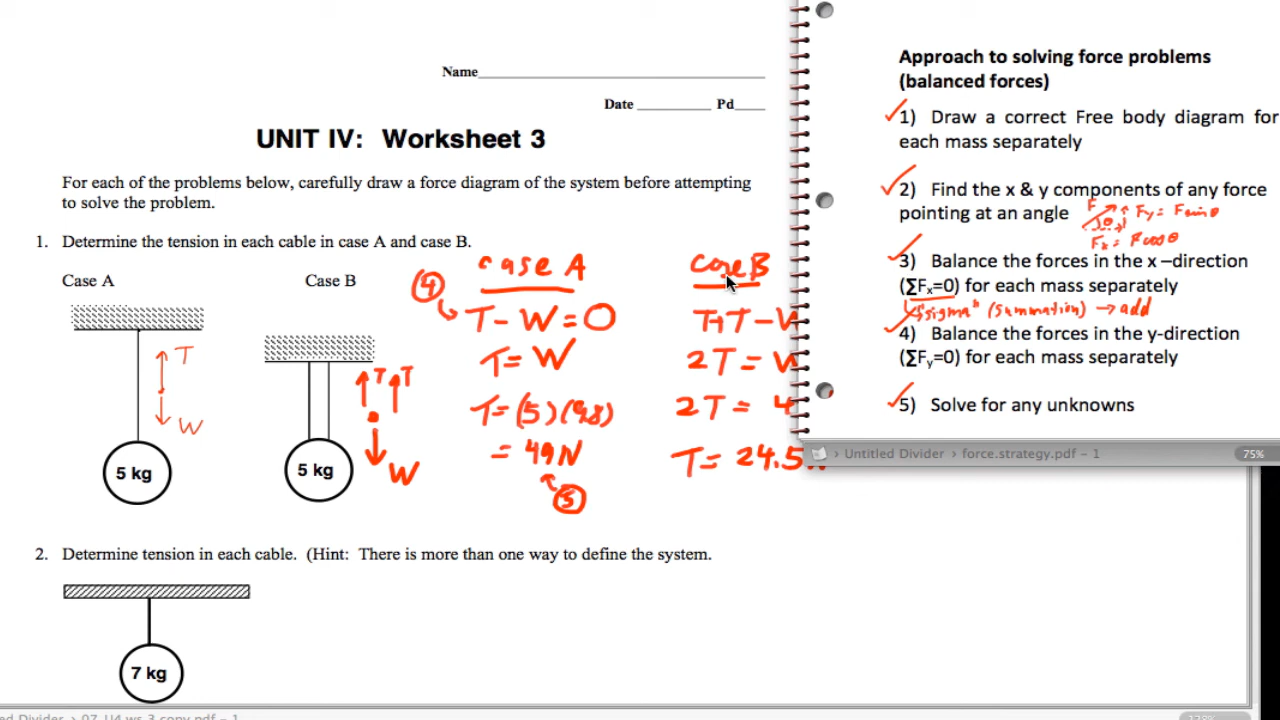 Name
Date Pd
UNIT IV: Worksheet 3
For each of the problems below, carefully draw a force diagram of the system before attempting
to solve the problem.
1. Determine the tension in each cable in case A and case B.
Case A
Case B
T
W
5 kg
T T
W
5 kg
4
case A
T - W = 0
T = W
T = (5)(9.8)
= 49N
5
case B
T + T - W
2T = W
2T = 4
T = 24.5
2. Determine tension in each cable. (Hint: There is more than one way to define the system.
7 kg
Approach to solving force problems
(balanced forces)
1) Draw a correct Free body diagram for
each mass separately
2) Find the x & y components of any force
pointing at an angle
F θ Fy = F sin θ
Fx = F cos θ
3) Balance the forces in the x –direction
(∑Fx=0) for each mass separately
"sigma" (summation) → add
4) Balance the forces in the y-direction
(∑Fy=0) for each mass separately
5) Solve for any unknowns
Untitled Divider › force.strategy.pdf – 1
75%